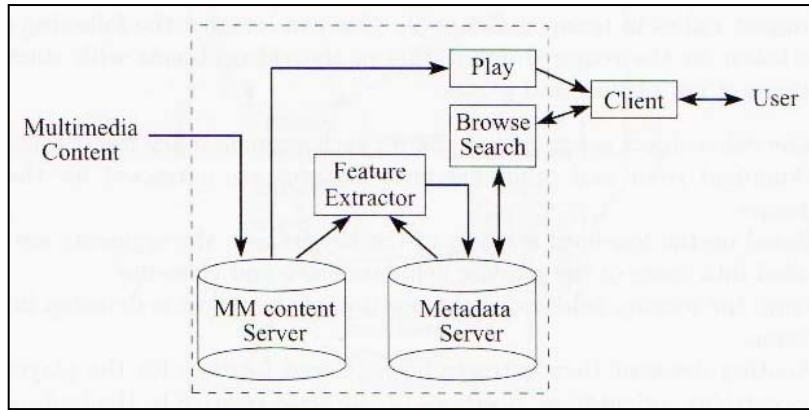 Play
Client
User
Browse
Search
Multimedia
Content
Feature
Extractor
MM content
Server
Metadata
Server